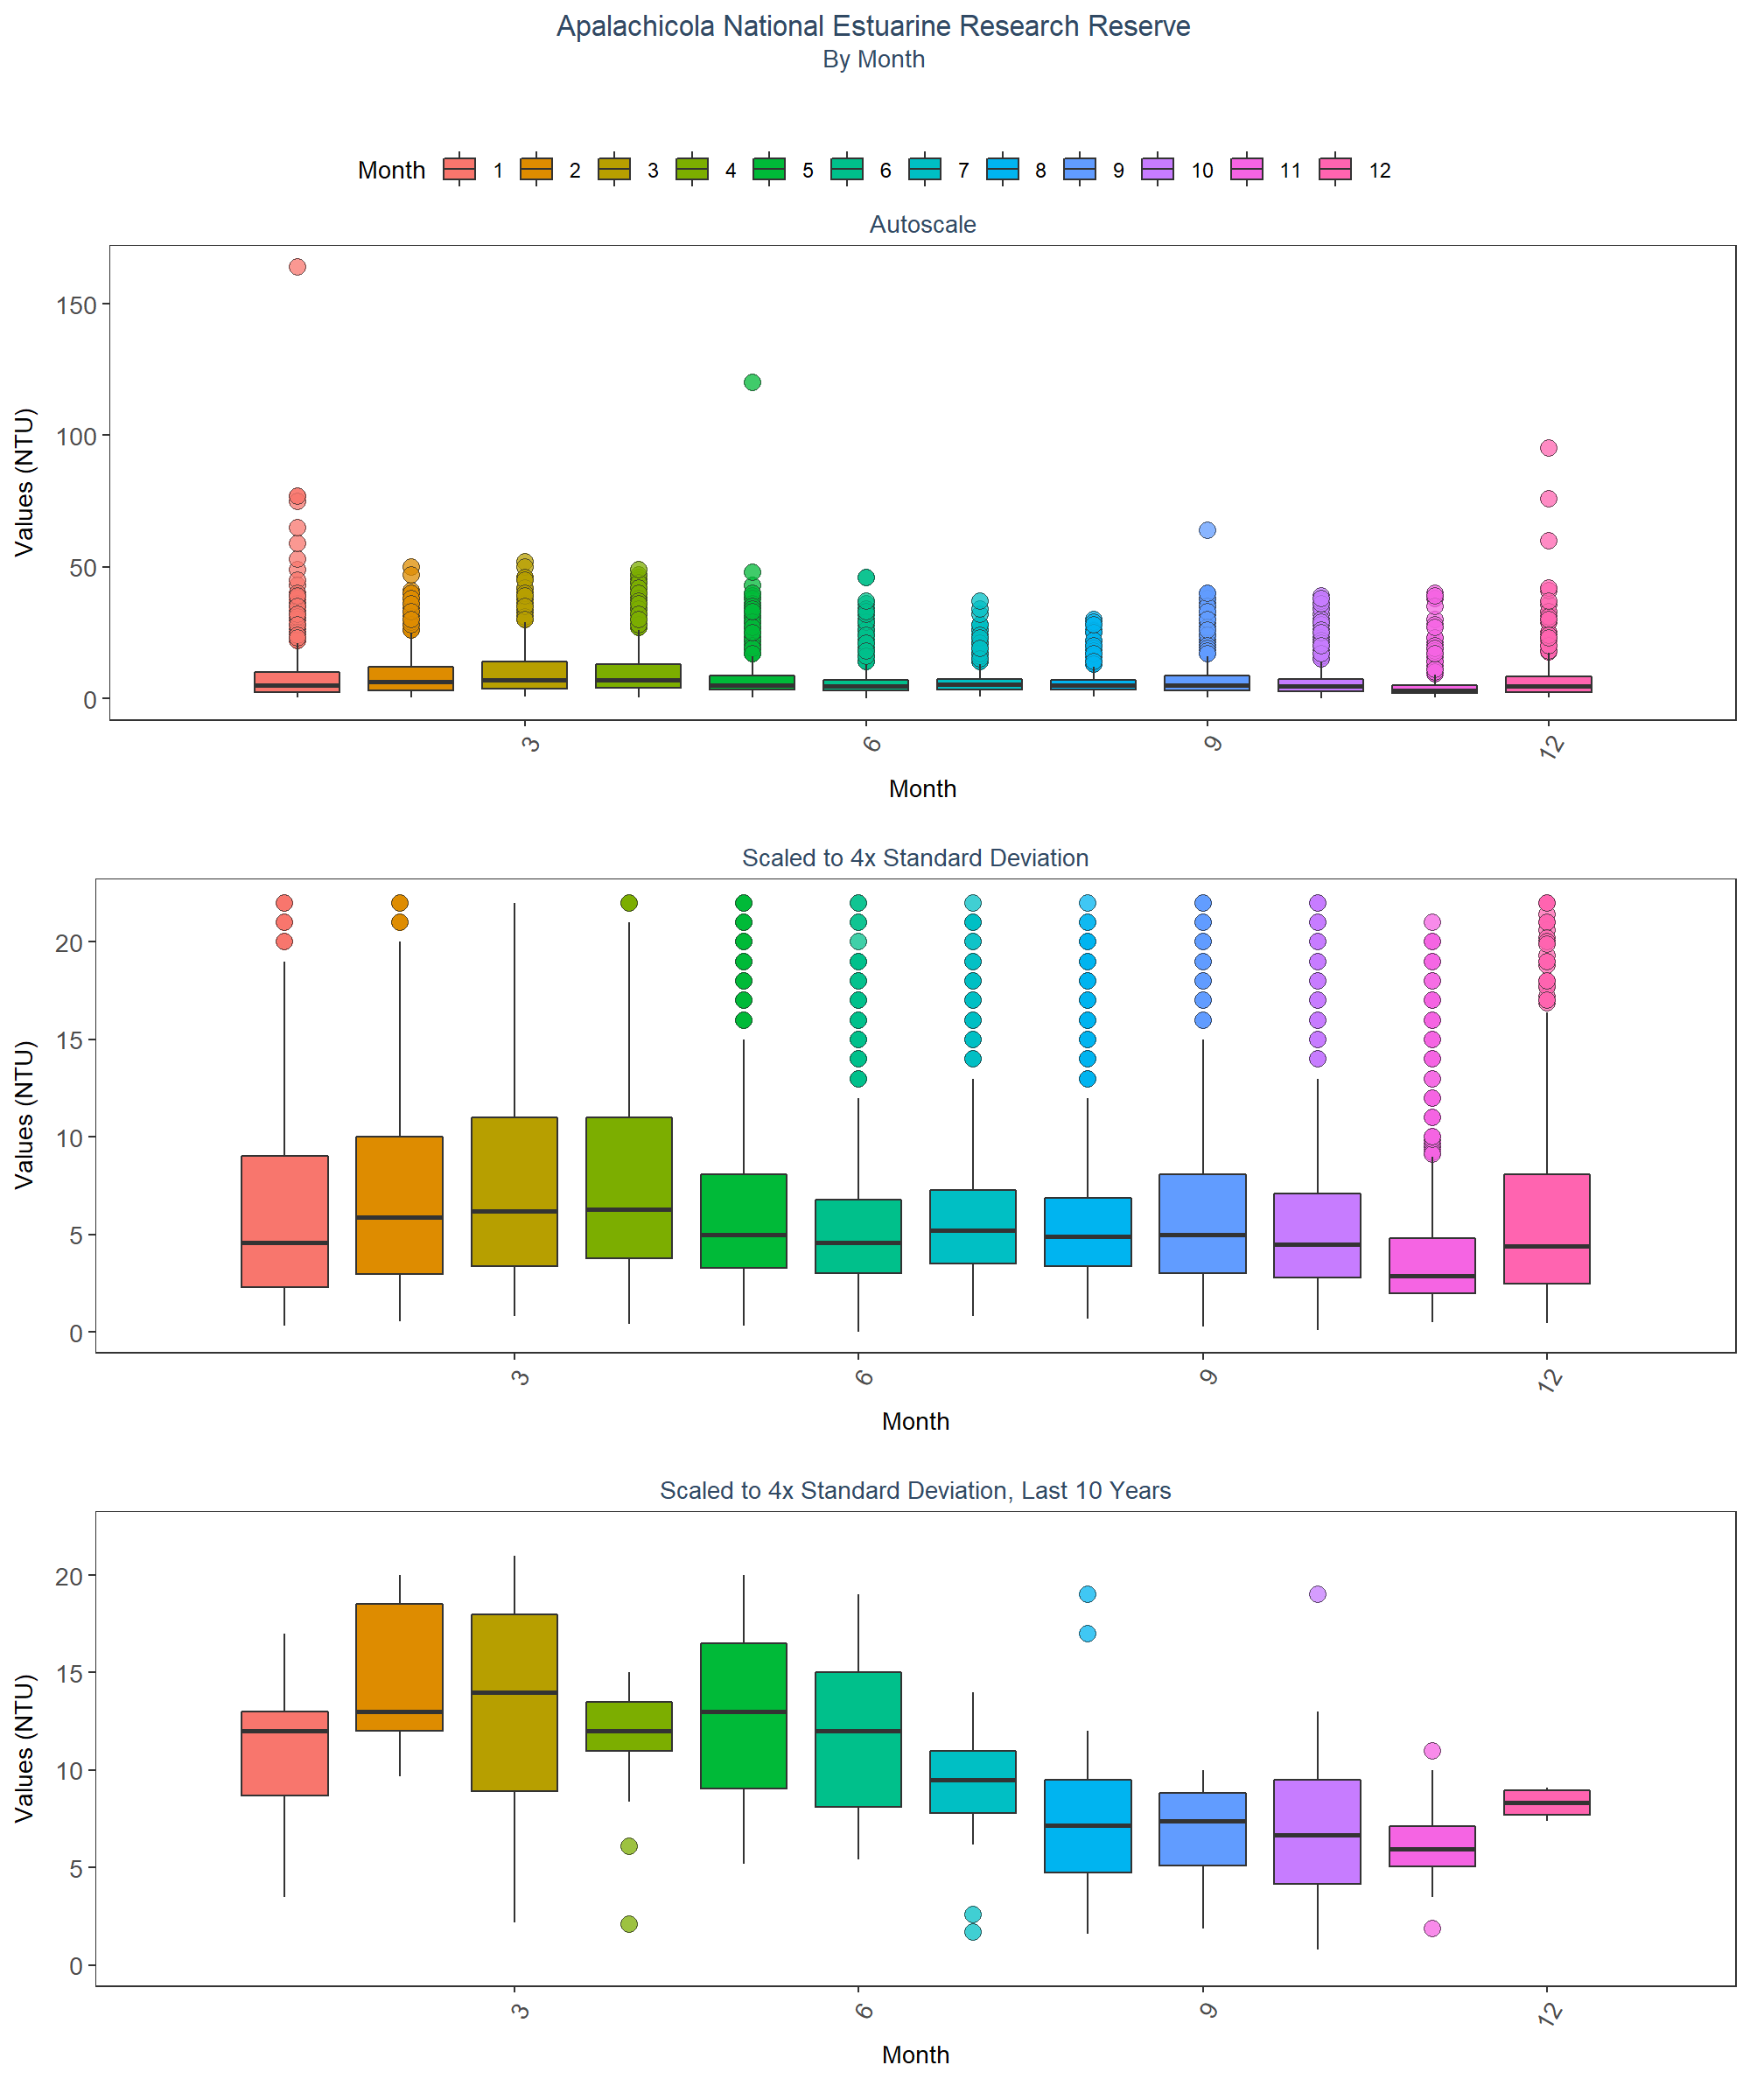 Apalachicola National Estuarine Research Reserve
By Month
Month 1 2 3 4 5 6 7 8 9 10 11 12
Autoscale
Values (NTU)
150
100
50
0
3 6 9 12
Month
Scaled to 4x Standard Deviation
Values (NTU)
20
15
10
5
0
3 6 9 12
Month
Scaled to 4x Standard Deviation, Last 10 Years
Values (NTU)
20
15
10
5
0
3 6 9 12
Month